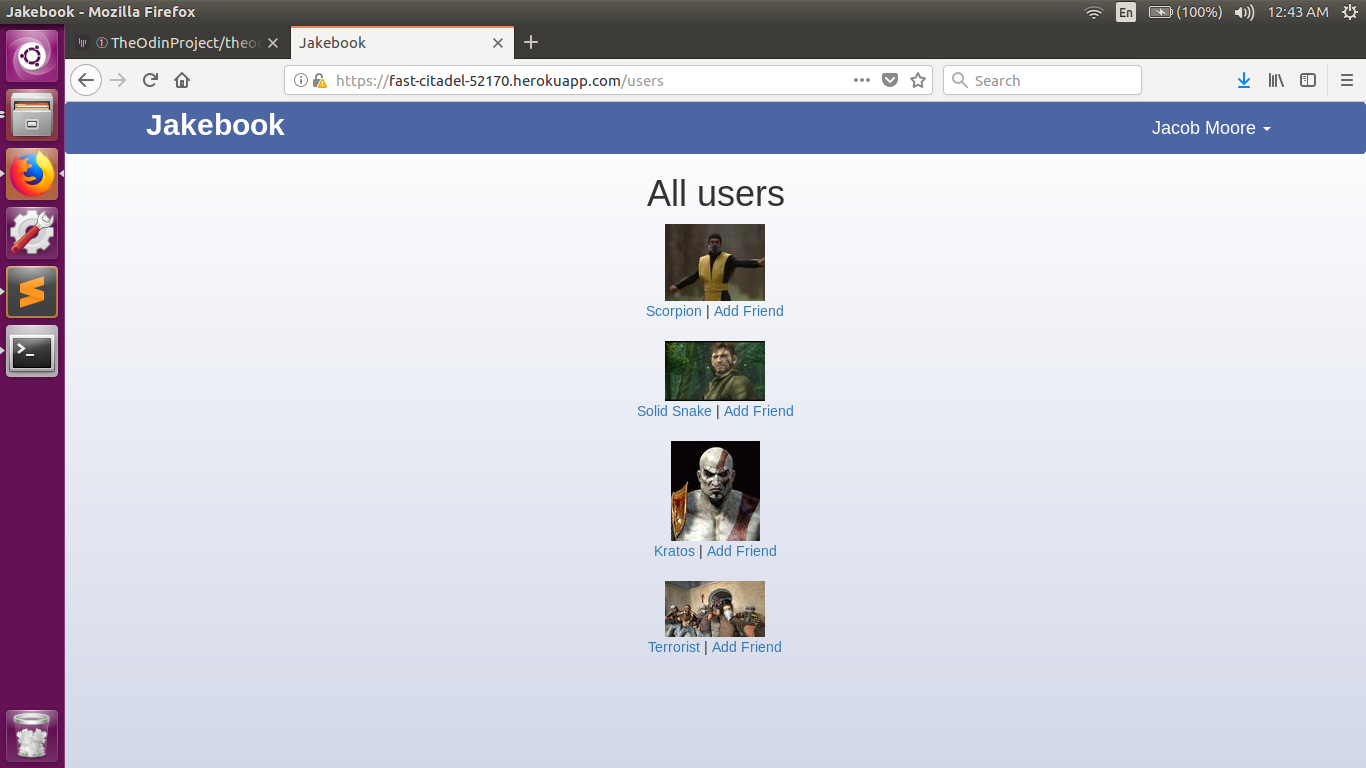 Jakebook - Mozilla Firefox
En (100%) 12:43 AM
① TheOdinProject/theo
Jakebook
https://fast-citadel-52170.herokuapp.com/users
Search
Jakebook
Jacob Moore
All users
Scorpion | Add Friend
Solid Snake | Add Friend
Kratos | Add Friend
Terrorist | Add Friend